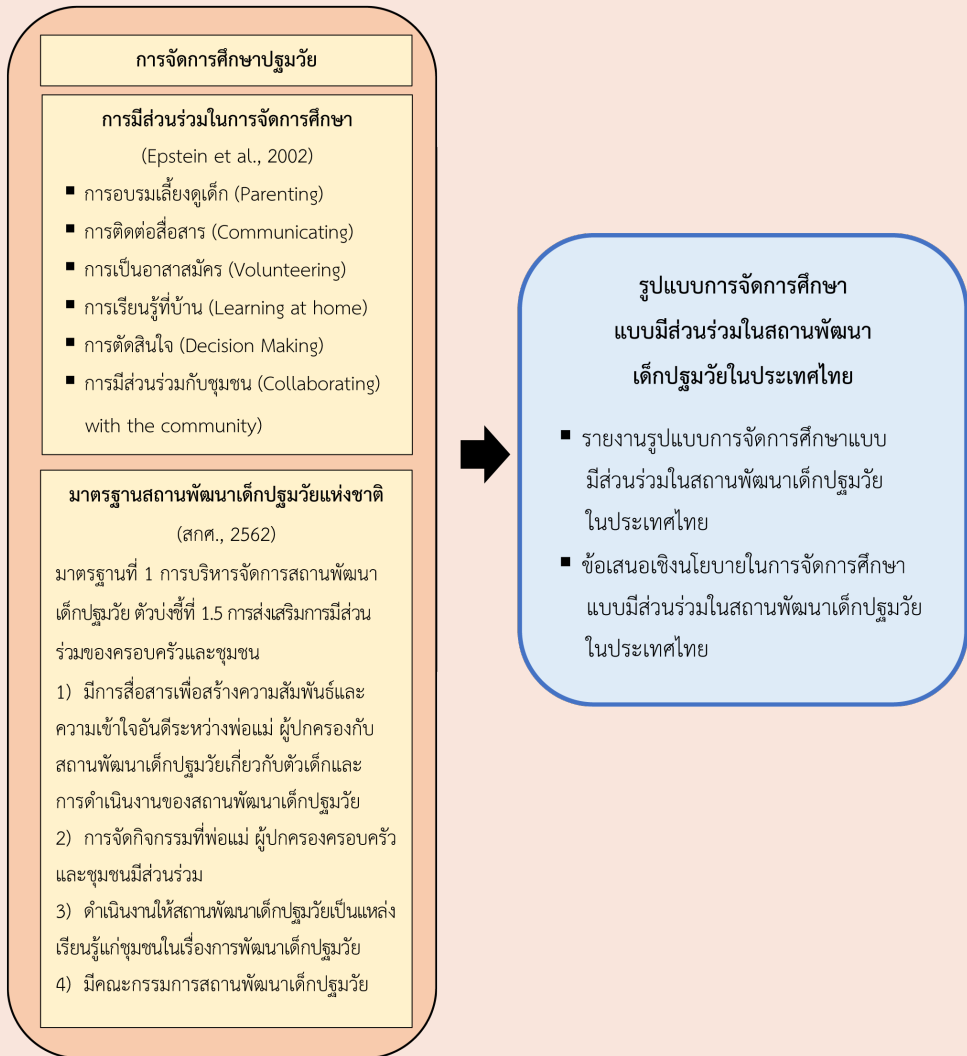 การจัดการศึกษาปฐมวัย
การมีส่วนร่วมในการจัดการศึกษา
(Epstein et al., 2002)
▪ การอบรมเลี้ยงดูเด็ก (Parenting)
▪ การติดต่อสื่อสาร (Communicating)
▪ การเป็นอาสาสมัคร (Volunteering)
▪ การเรียนรู้ที่บ้าน (Learning at home)
▪ การตัดสินใจ (Decision Making)
▪ การมีส่วนร่วมกับชุมชน (Collaborating)
with the community)
มาตรฐานสถานพัฒนาเด็กปฐมวัยแห่งชาติ
(สกศ., 2562)
มาตรฐานที่ 1 การบริหารจัดการสถานพัฒนา
เด็กปฐมวัย ตัวบ่งชี้ที่ 1.5 การส่งเสริมการมีส่วน
ร่วมของครอบครัวและชุมชน
1) มีการสื่อสารเพื่อสร้างความสัมพันธ์และ
ความเข้าใจอันดีระหว่างพ่อแม่ ผู้ปกครองกับ
สถานพัฒนาเด็กปฐมวัยเกี่ยวกับตัวเด็กและ
การดำเนินงานของสถานพัฒนาเด็กปฐมวัย
2) การจัดกิจกรรมที่พ่อแม่ ผู้ปกครองครอบครัว
และชุมชนมีส่วนร่วม
3) ดำเนินงานให้สถานพัฒนาเด็กปฐมวัยเป็นแหล่ง
เรียนรู้แก่ชุมชนในเรื่องการพัฒนาเด็กปฐมวัย
4) มีคณะกรรมการสถานพัฒนาเด็กปฐมวัย
รูปแบบการจัดการศึกษา
แบบมีส่วนร่วมในสถานพัฒนา
เด็กปฐมวัยในประเทศไทย
▪ รายงานรูปแบบการจัดการศึกษาแบบ
มีส่วนร่วมในสถานพัฒนาเด็กปฐมวัย
ในประเทศไทย
▪ ข้อเสนอเชิงนโยบายในการจัดการศึกษา
แบบมีส่วนร่วมในสถานพัฒนาเด็กปฐมวัย
ในประเทศไทย